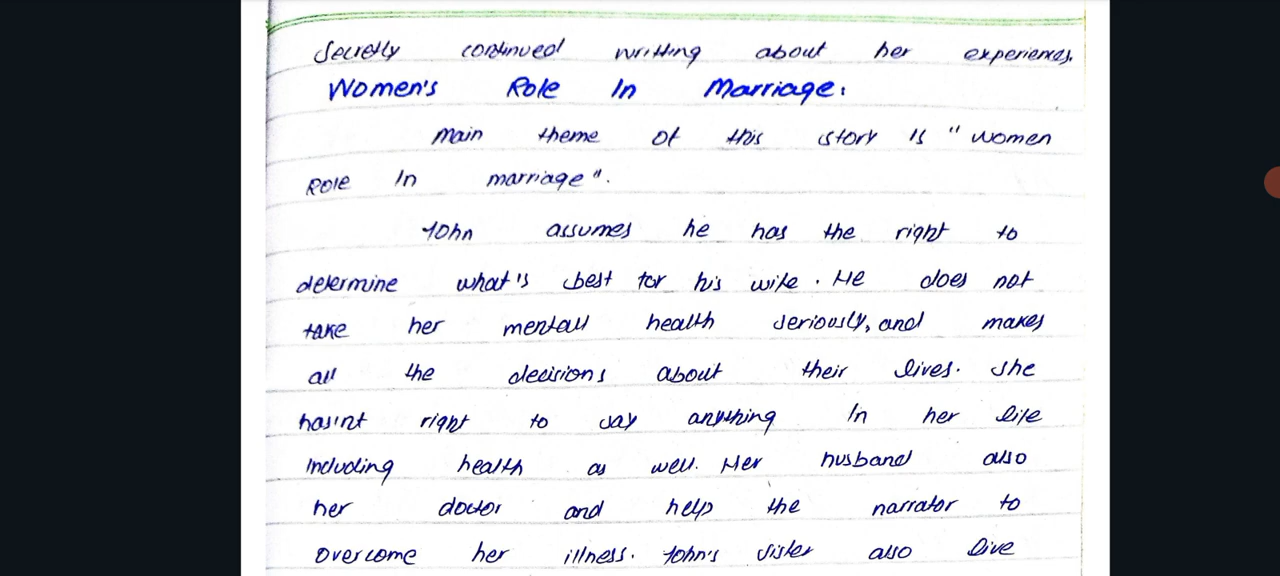 Secretly continued writting about her experiences.
Women's Role In Marriage:
Main theme of this story is "women
Role In marriage".
John assumes he has the right to
determine what's best for his wife. He does not
take her mentall health seriously, and makes
all the decisions about their lives. she
hasn't right to say anything In her life
Including health as well. Her husband also
her doctor and help the narrator to
overcome her illness. John's sister also live